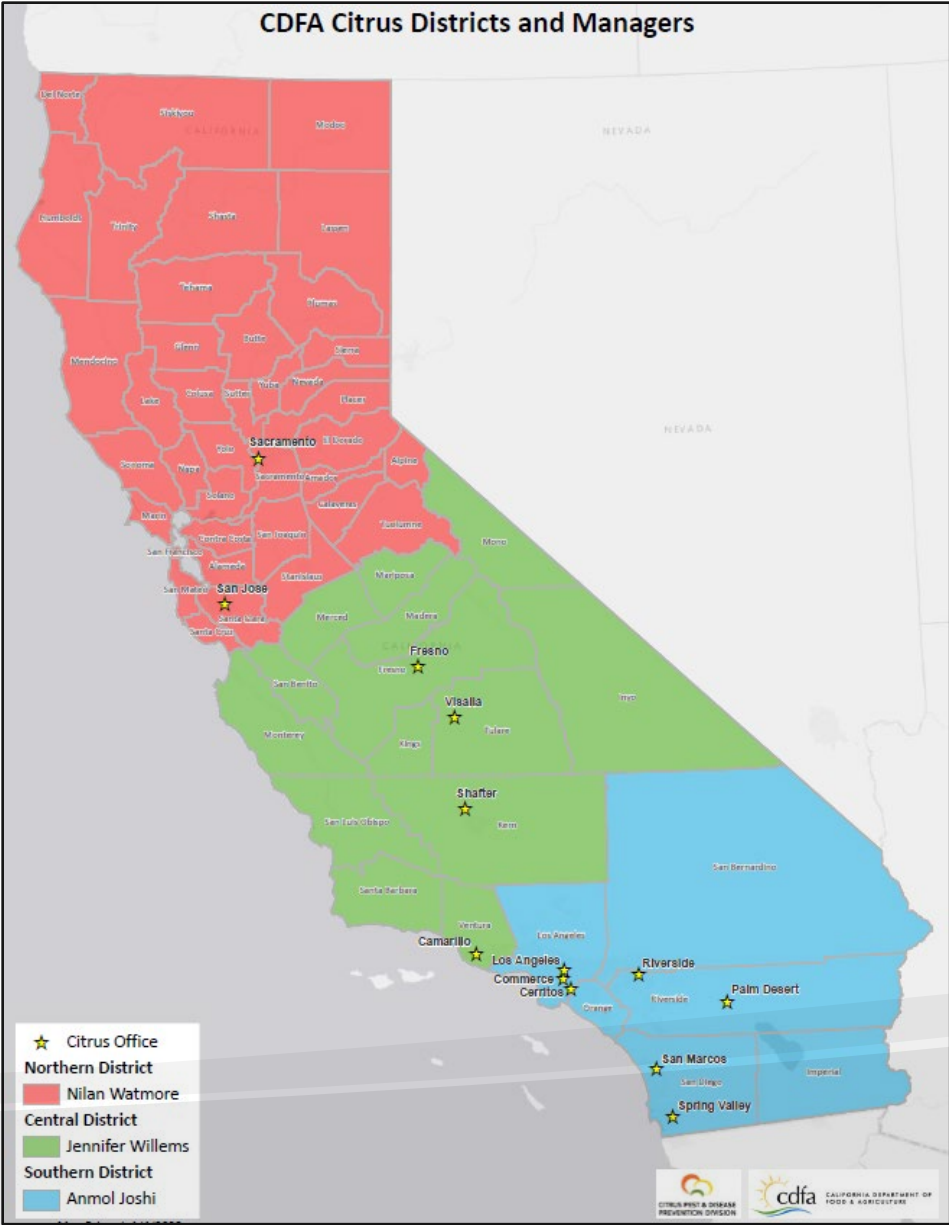 CDFA Citrus Districts and Managers
Del Norte
Siskiyou
Modoc
CALIFORNIA
NEVADA
Humboldt
Trinity
Shasta
Lassen
Tehama
Plumas
Butte
Glenn
Sierra
Mendocino
Lake
Colusa
Sutter
Yuba
Nevada
Placer
NEVADA
Sonoma
Napa
Yolo
Sacramento
El Dorado
Alpine
Sacramento
Amador
Solano
Calaveras
Marin
Contra Costa
San Joaquin
Tuolumne
San Francisco
Alameda
Mono
Stanislaus
Mariposa
San Mateo
San Jose
Santa Clara
Merced
Madera
Santa Cruz
CALIFORNIA
Fresno
Fresno
San Benito
Inyo
Visalia
Tulare
Monterey
Kings
Shafter
San Luis Obispo
Kern
San Bernardino
Santa Barbara
Ventura
Camarillo
Los Angeles
Los Angeles
Commerce
Cerritos
Riverside
Riverside
Palm Desert
Orange
San Marcos
San Diego
Imperial
Spring Valley
Citrus Office
Northern District
Nilan Watmore
Central District
Jennifer Willems
Southern District
Anmol Joshi
CITRUS PEST & DISEASE
PREVENTION DIVISION
cdfa
CALIFORNIA DEPARTMENT OF
FOOD & AGRICULTURE